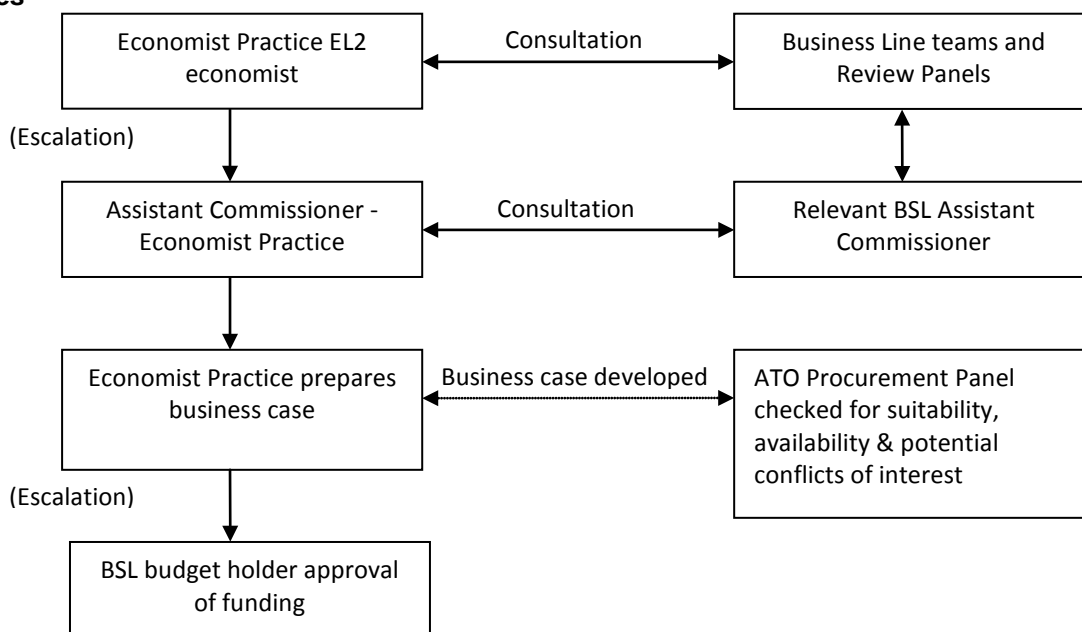 Economist Practice EL2
economist
Consultation
Business Line teams and
Review Panels
(Escalation)
Assistant Commissioner -
Economist Practice
Consultation
Relevant BSL Assistant
Commissioner
Economist Practice prepares
business case
Business case developed
ATO Procurement Panel
checked for suitability,
availability & potential
conflicts of interest
(Escalation)
BSL budget holder approval
of funding